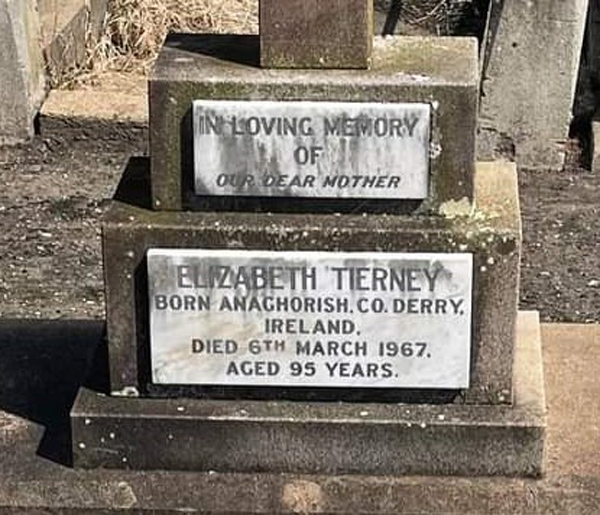 IN LOVING MEMORY
OF
OUR DEAR MOTHER
ELIZABETH TIERNEY
BORN ANAGHORISH, CO. DERRY,
IRELAND.
DIED 6TH MARCH 1967.
AGED 95 YEARS.